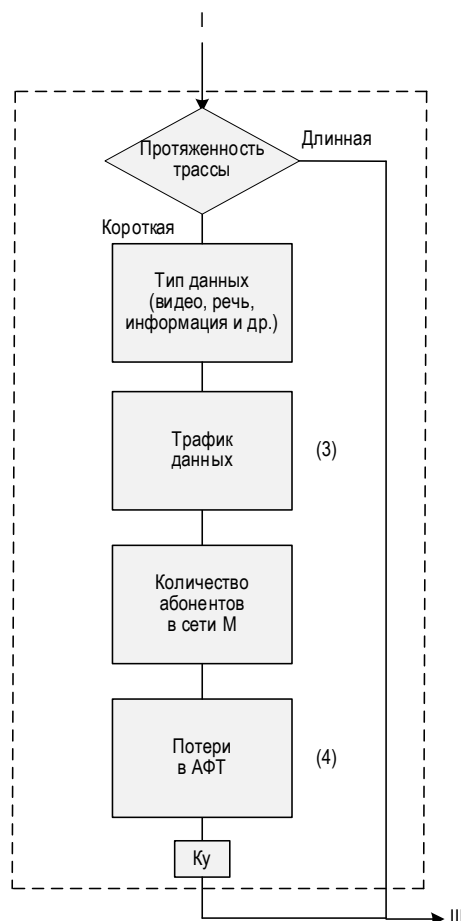 I
Протяженность
трассы
Длинная
Короткая
Тип данных
(видео, речь,
информация и др.)
Трафик
данных
(3)
Количество
абонентов
в сети М
Потери
в АФТ
(4)
Ку
II